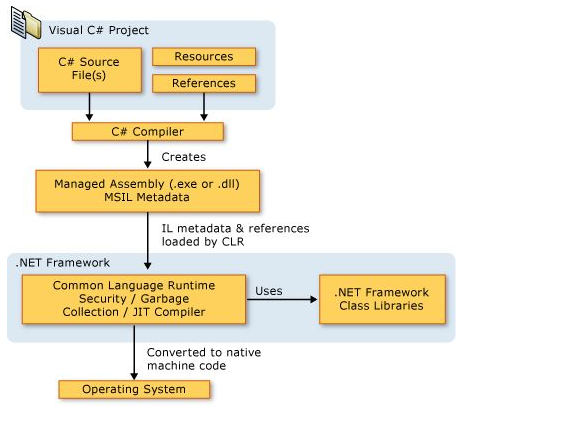 Visual C# Project
C# Source
File(s)
Resources
References
C# Compiler
Creates
Managed Assembly (.exe or .dll)
MSIL Metadata
IL metadata & references
loaded by CLR
.NET Framework
Common Language Runtime
Security / Garbage
Collection / JIT Compiler
Uses
.NET Framework
Class Libraries
Converted to native
machine code
Operating System